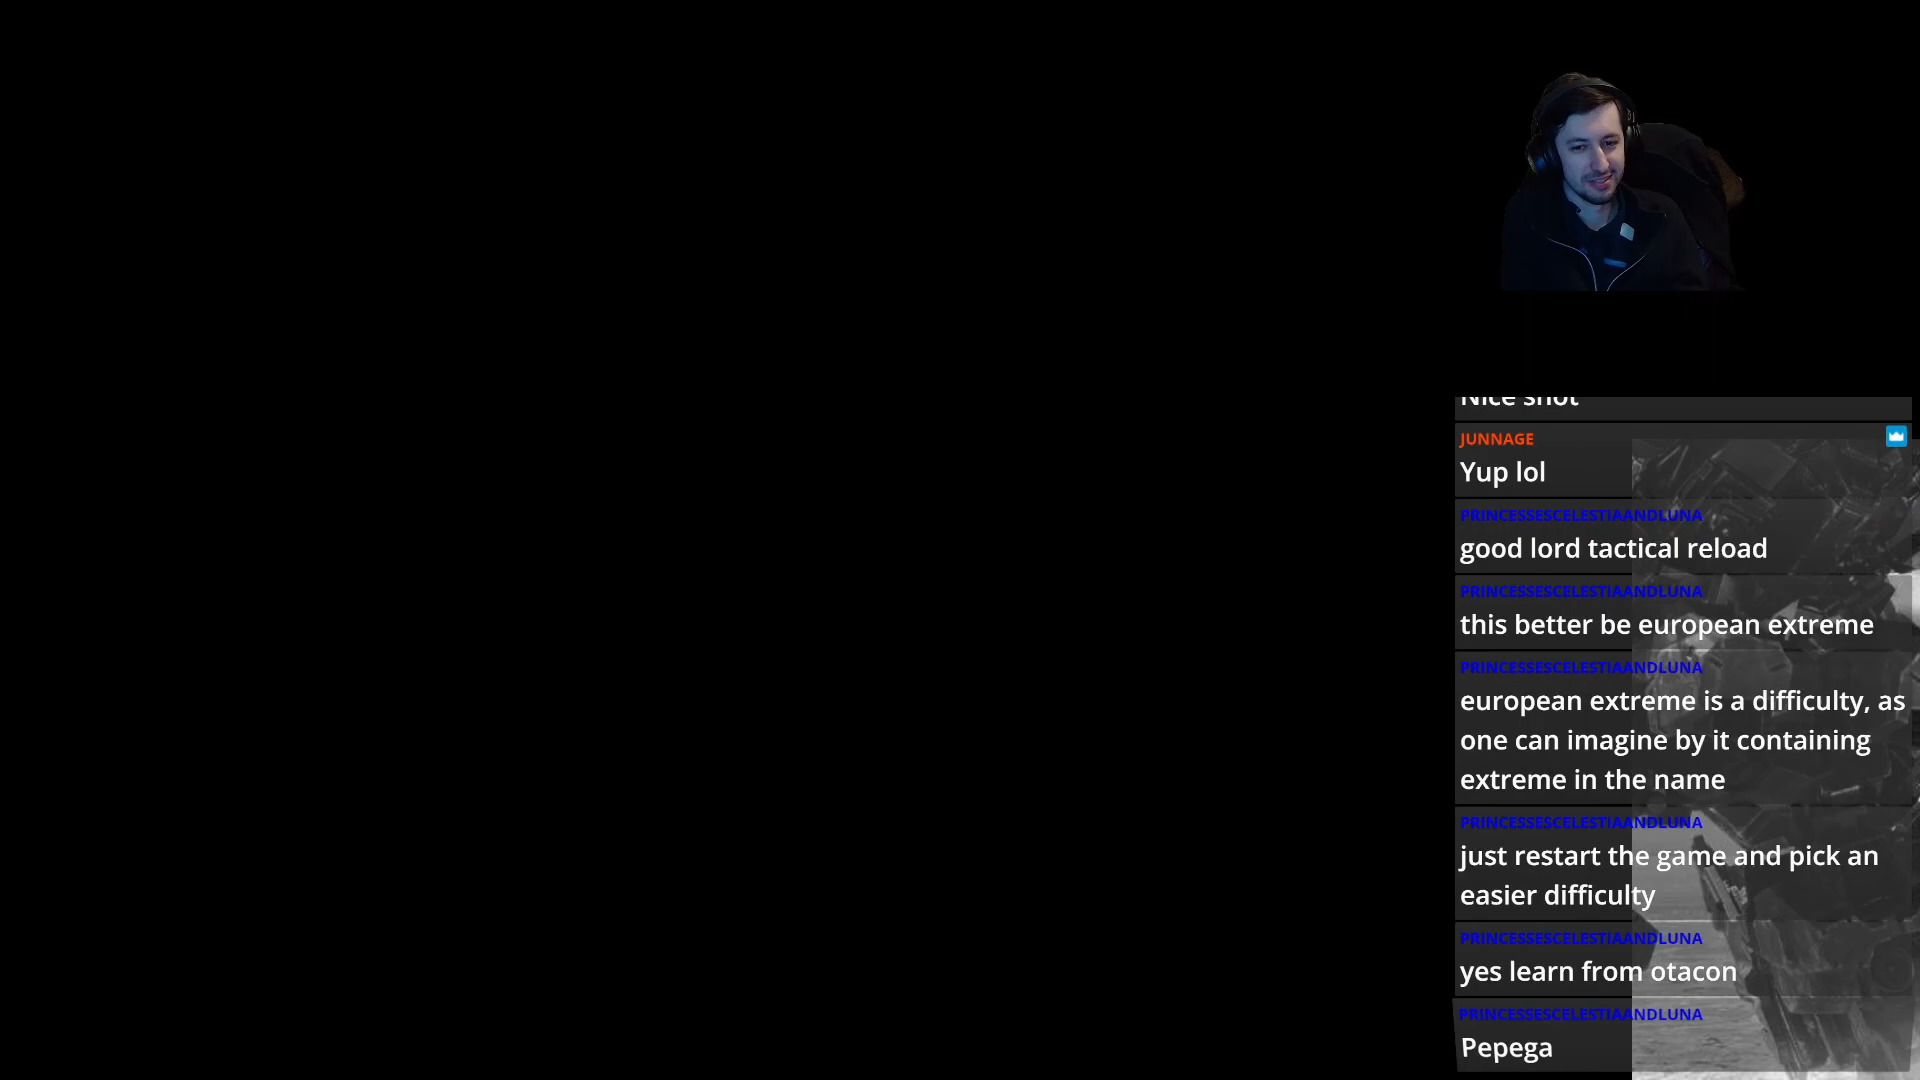 Nice shot
JUNNAGE
Yup lol
PRINCESSESCELESTIAANDLUNA
good lord tactical reload
PRINCESSESCELESTIAANDLUNA
this better be european extreme
PRINCESSESCELESTIAANDLUNA
european extreme is a difficulty, as
one can imagine by it containing
extreme in the name
PRINCESSESCELESTIAANDLUNA
just restart the game and pick an
easier difficulty
PRINCESSESCELESTIAANDLUNA
yes learn from otacon
PRINCESSESCELESTIAANDLUNA
Pepega